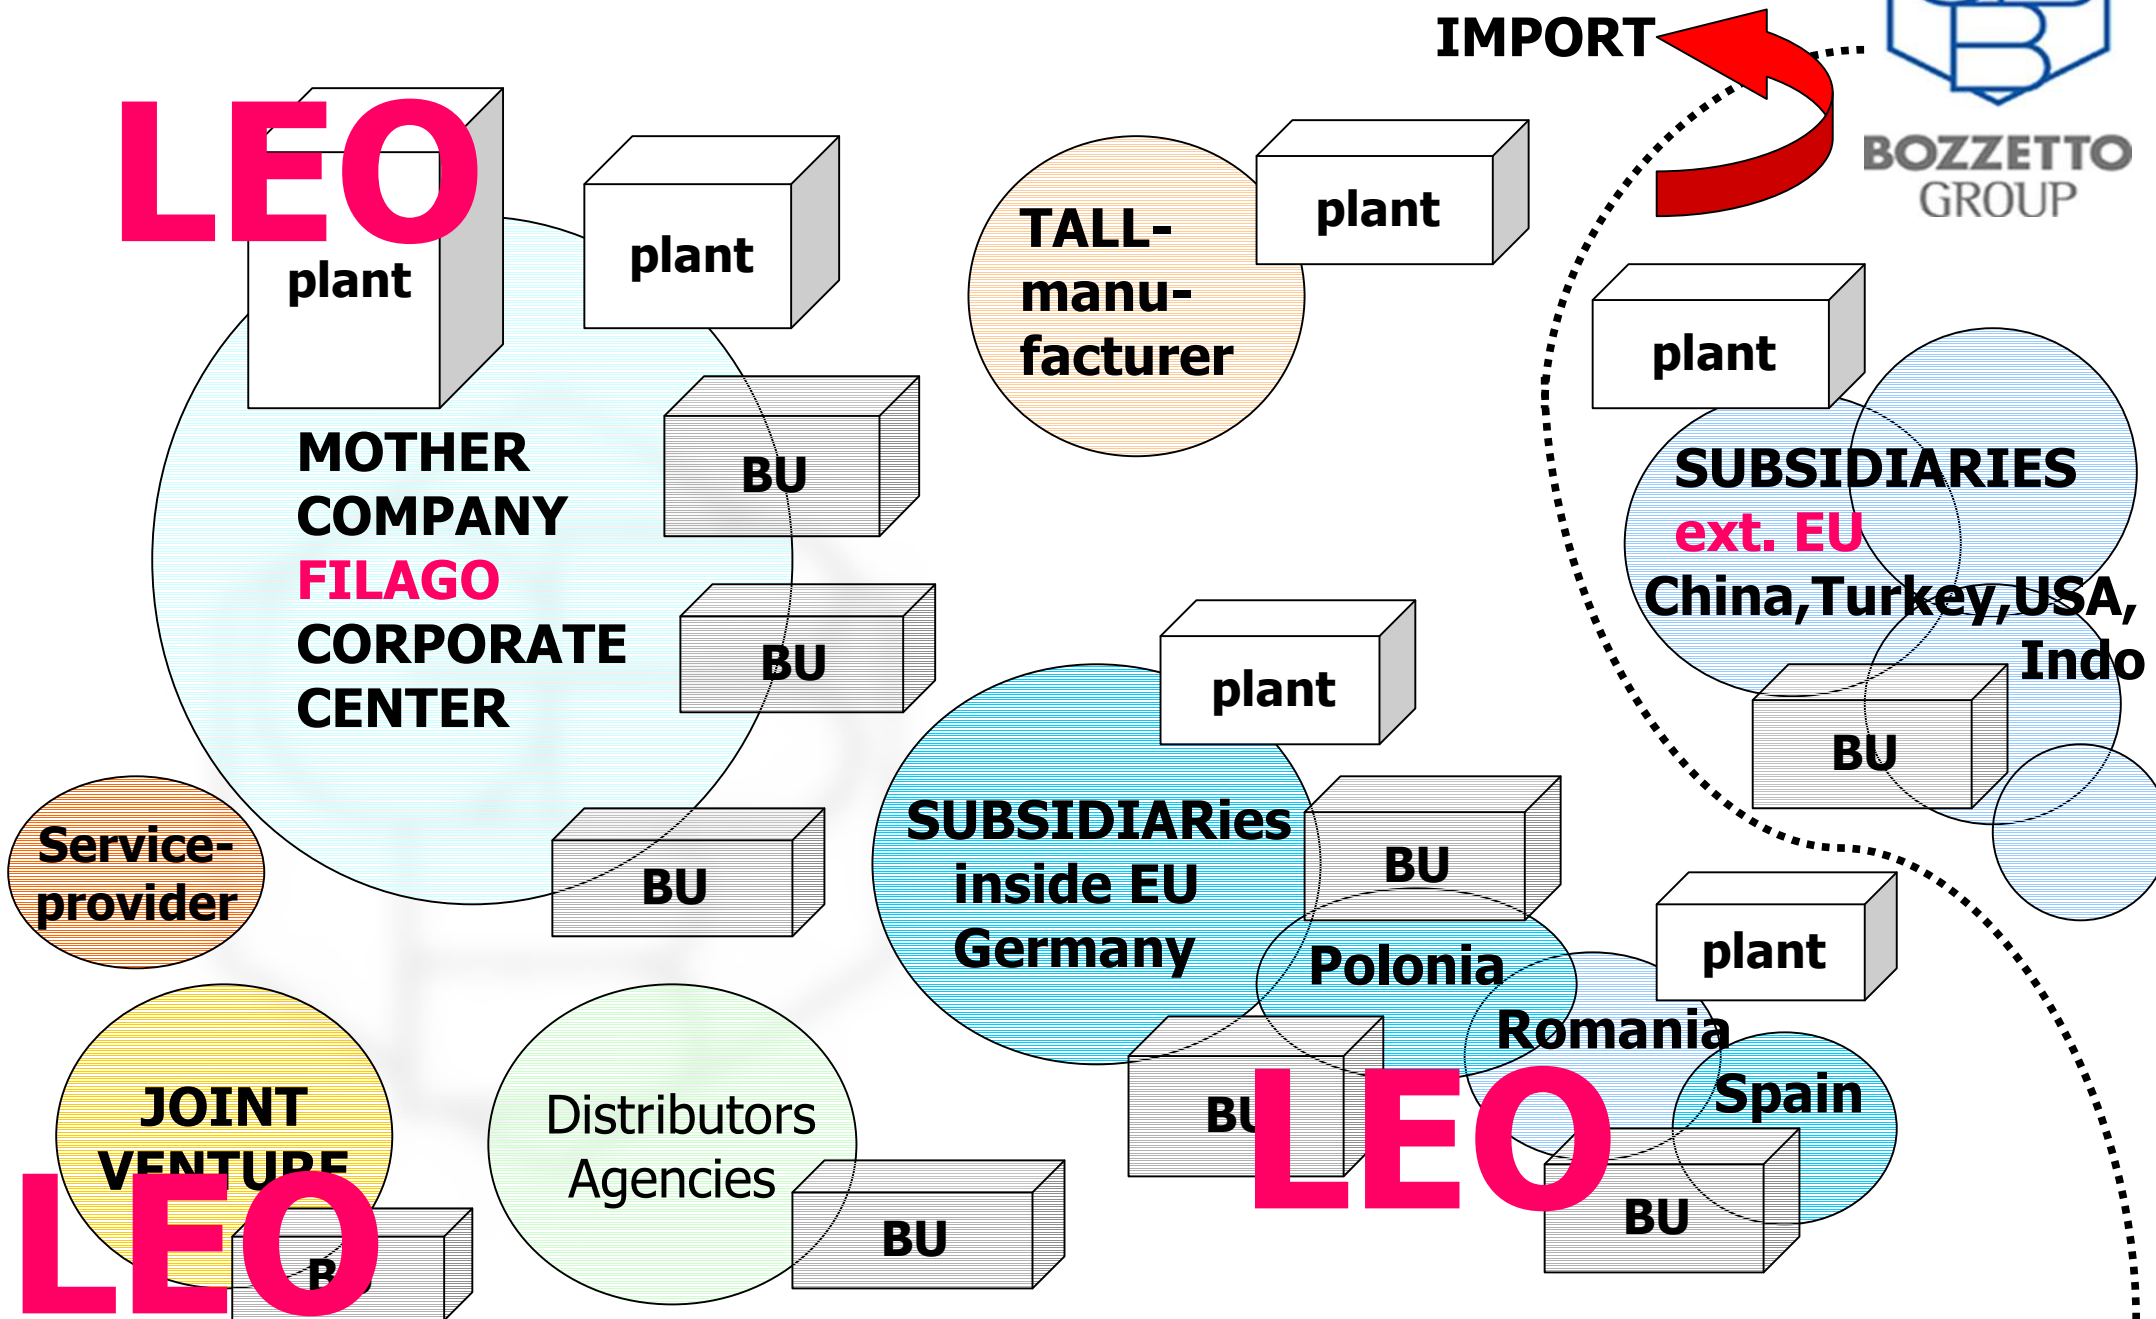 IMPORT
BOZZETTO
GROUP
LEO
plant
plant
TALL-
manu-
facturer
plant
plant
MOTHER
COMPANY
FILAGO
CORPORATE
CENTER
BU
BU
BU
SUBSIDIARIES
ext. EU
China,Turkey,USA,
Indo
BU
plant
SUBSIDIARies
inside EU
Germany
BU
Polonia
plant
Romania
Spain
BU
LEO
BU
Service-
provider
JOINT
VENTURE
LEO
BU
Distributors
Agencies
BU